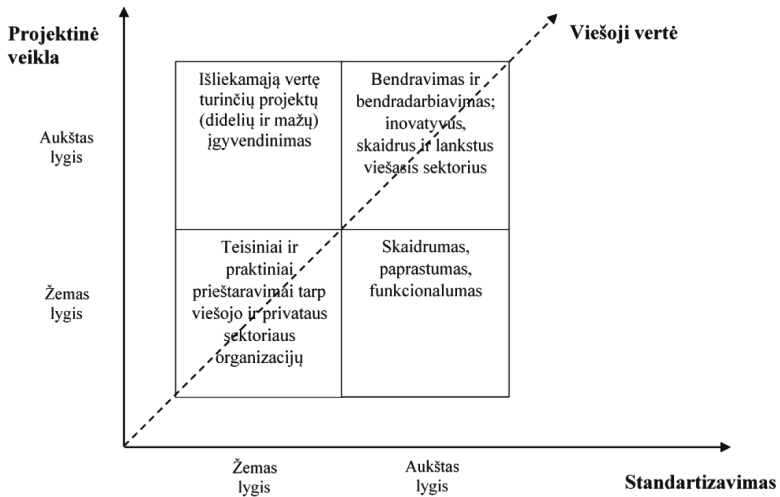 Projektinė
veikla
Viešoji vertė
Aukštas
lygis
Išliekamąją vertę
turinčių projektų
(didelių ir mažų)
įgyvendinimas
Bendravimas ir
bendradarbiavimas;
inovatyvus,
skaidrus ir lankstus
viešasis sektorius
Žemas
lygis
Teisiniai ir
praktiniai
prieštaravimai tarp
viešojo ir privataus
sektoriaus
organizacijų
Skaidrumas,
paprastumas,
funkcionalumas
Žemas
lygis
Aukštas
lygis
Standartizavimas